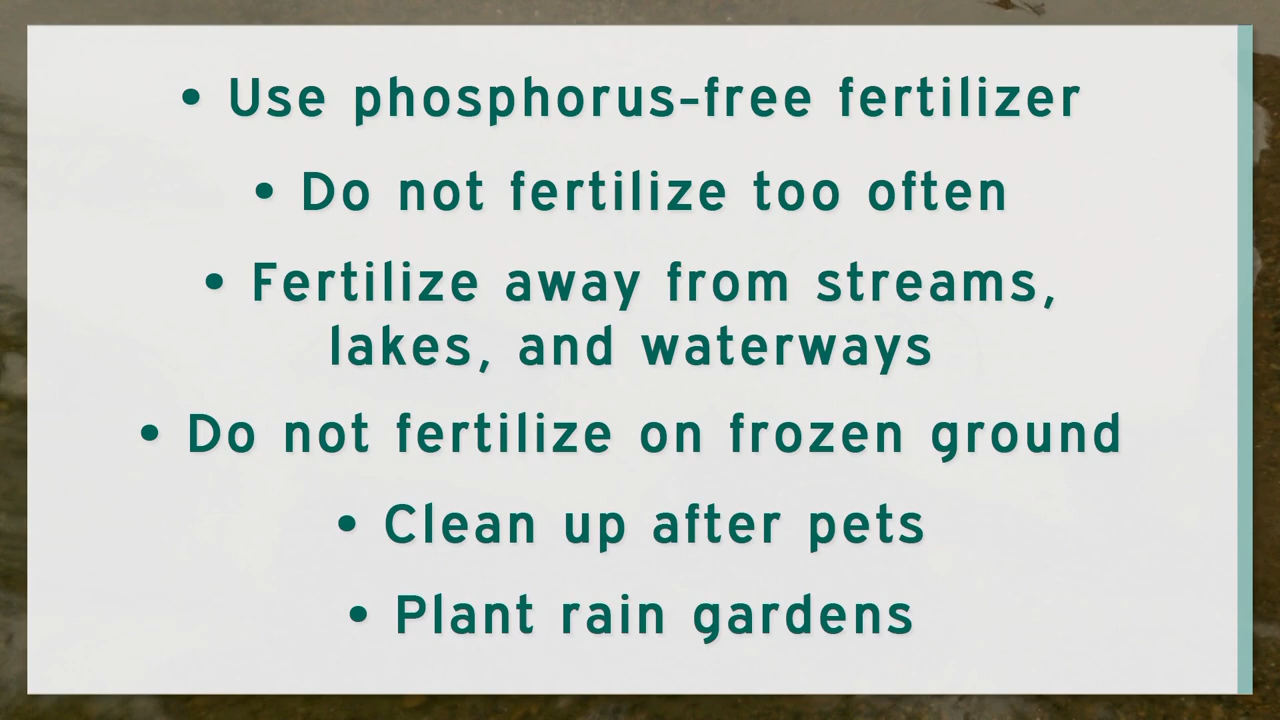 • Use phosphorus-free fertilizer
• Do not fertilize too often
• Fertilize away from streams,
lakes, and waterways
• Do not fertilize on frozen ground
• Clean up after pets
• Plant rain gardens